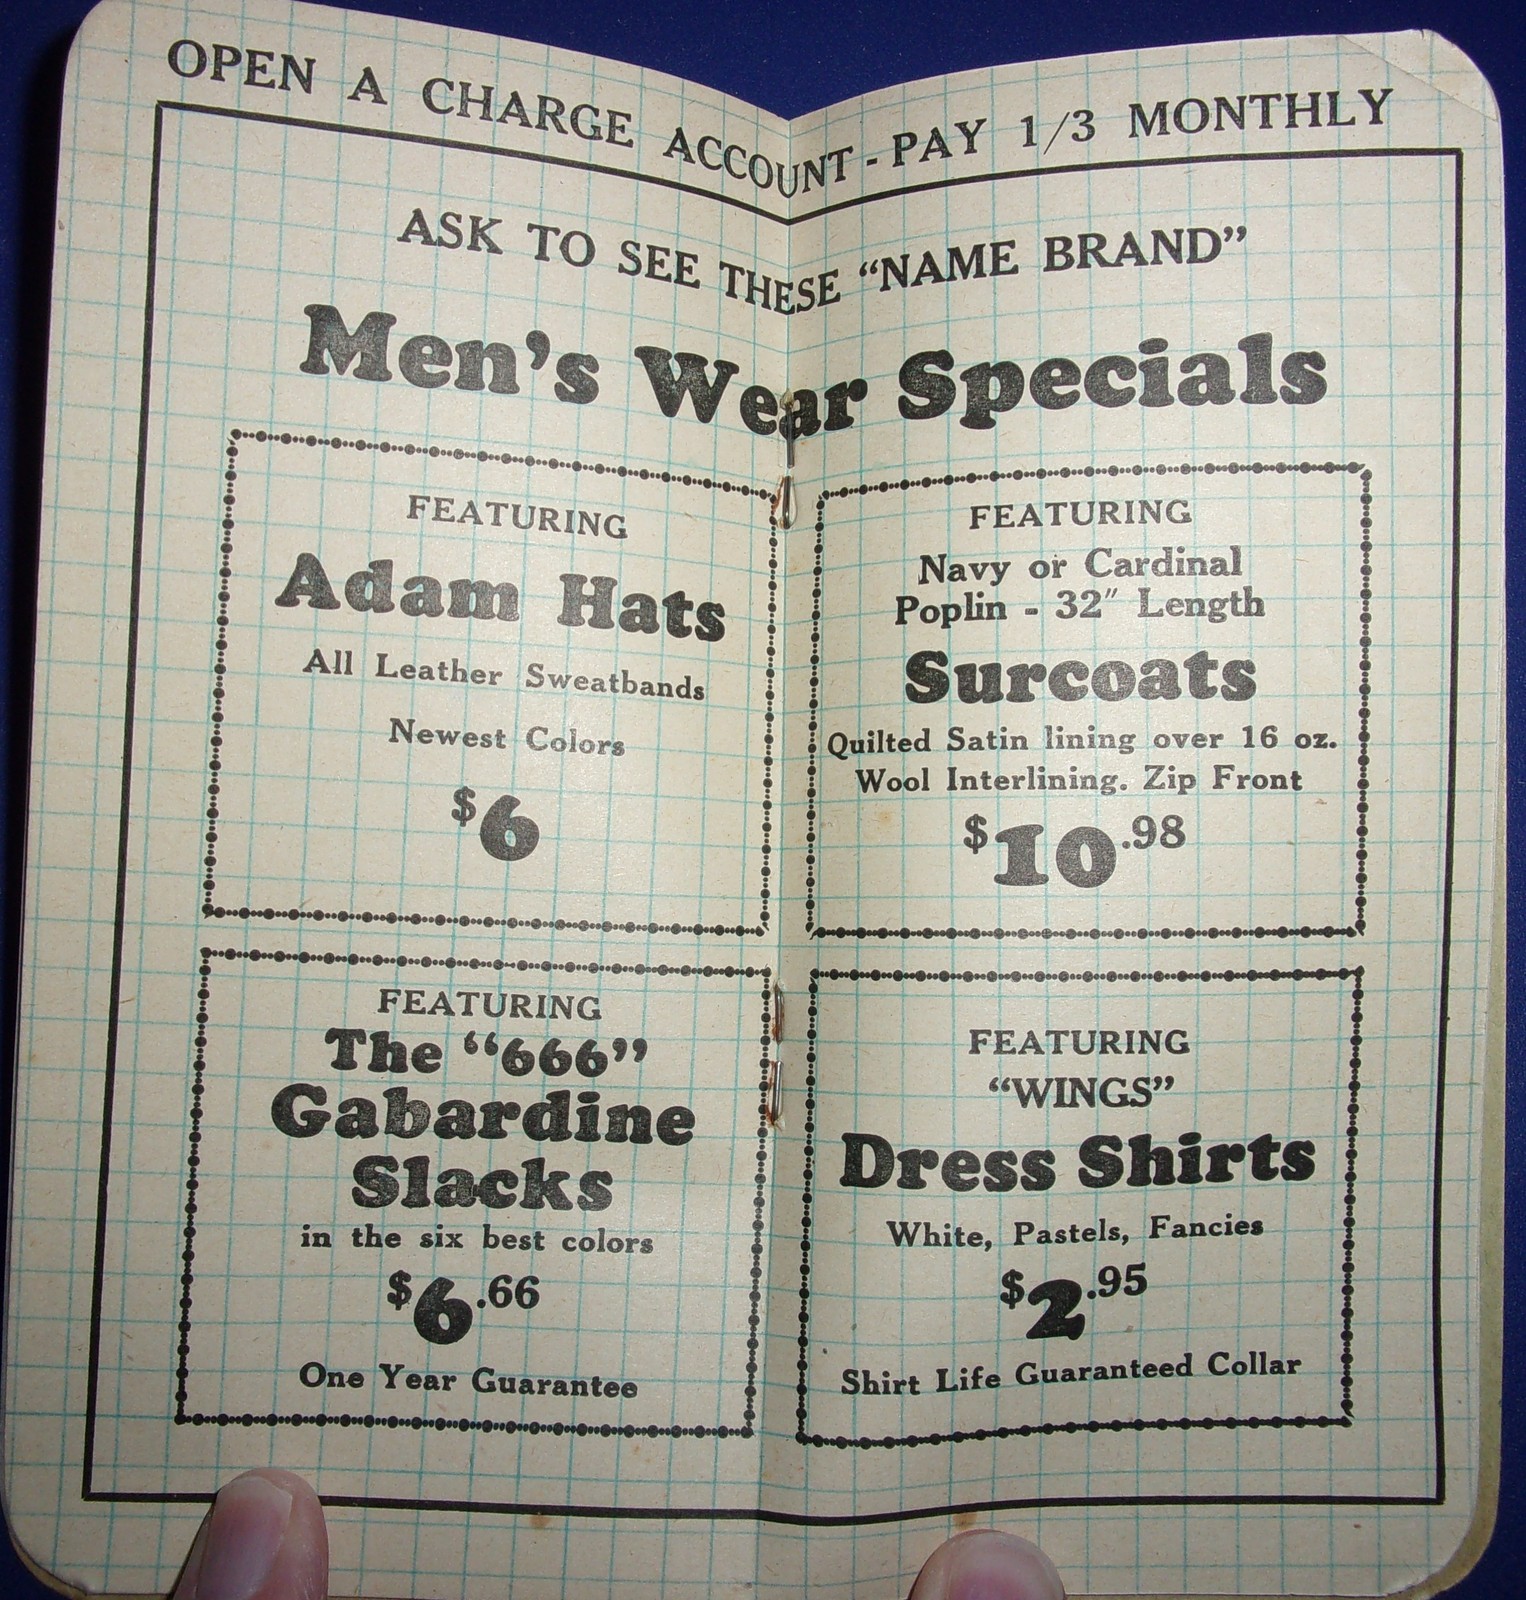 OPEN A CHARGE ACCOUNT - PAY 1/3 MONTHLY
ASK TO SEE THESE “NAME BRAND”
Men's Wear Specials
FEATURING
Adam Hats
All Leather Sweatbands
Newest Colors
$6
FEATURING
Navy or Cardinal
Poplin - 32″ Length
Surcoats
Quilted Satin lining over 16 oz.
Wool Interlining. Zip Front
$10.98
FEATURING
The “666”
Gabardine
Slacks
in the six best colors
$6.66
One Year Guarantee
FEATURING
“WINGS”
Dress Shirts
White, Pastels, Fancies
$2.95
Shirt Life Guaranteed Collar